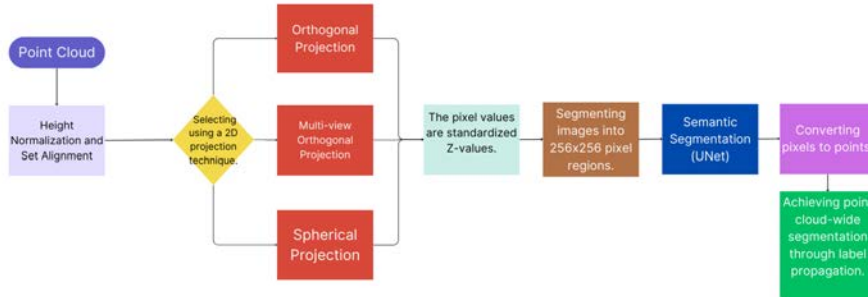 Point Cloud
Height
Normalization and
Set Alignment
Selecting
using a 2D
projection
technique.
Orthogonal
Projection
Multi-view
Orthogonal
Projection
Spherical
Projection
The pixel values
are standardized
Z-values.
Segmenting
images into
256x256 pixel
regions.
Semantic
Segmentation
(UNet)
Converting
pixels to points
Achieving point
cloud-wide
segmentation
through label
propagation.